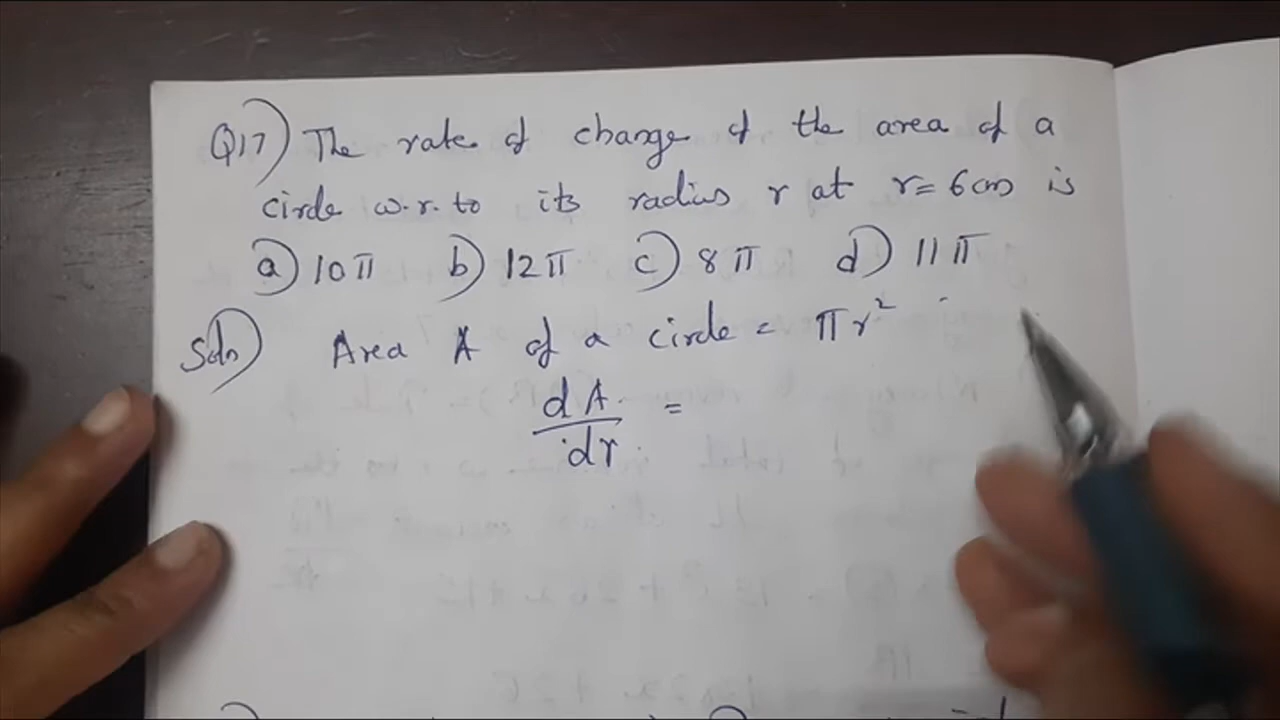 Q17) The rate of change of the area of a
circle w.r.to its radius r at r=6cm is
a) 10π b) 12π c) 8π d) 11π
Soln) Area A of a circle = πr²
dA/dr =